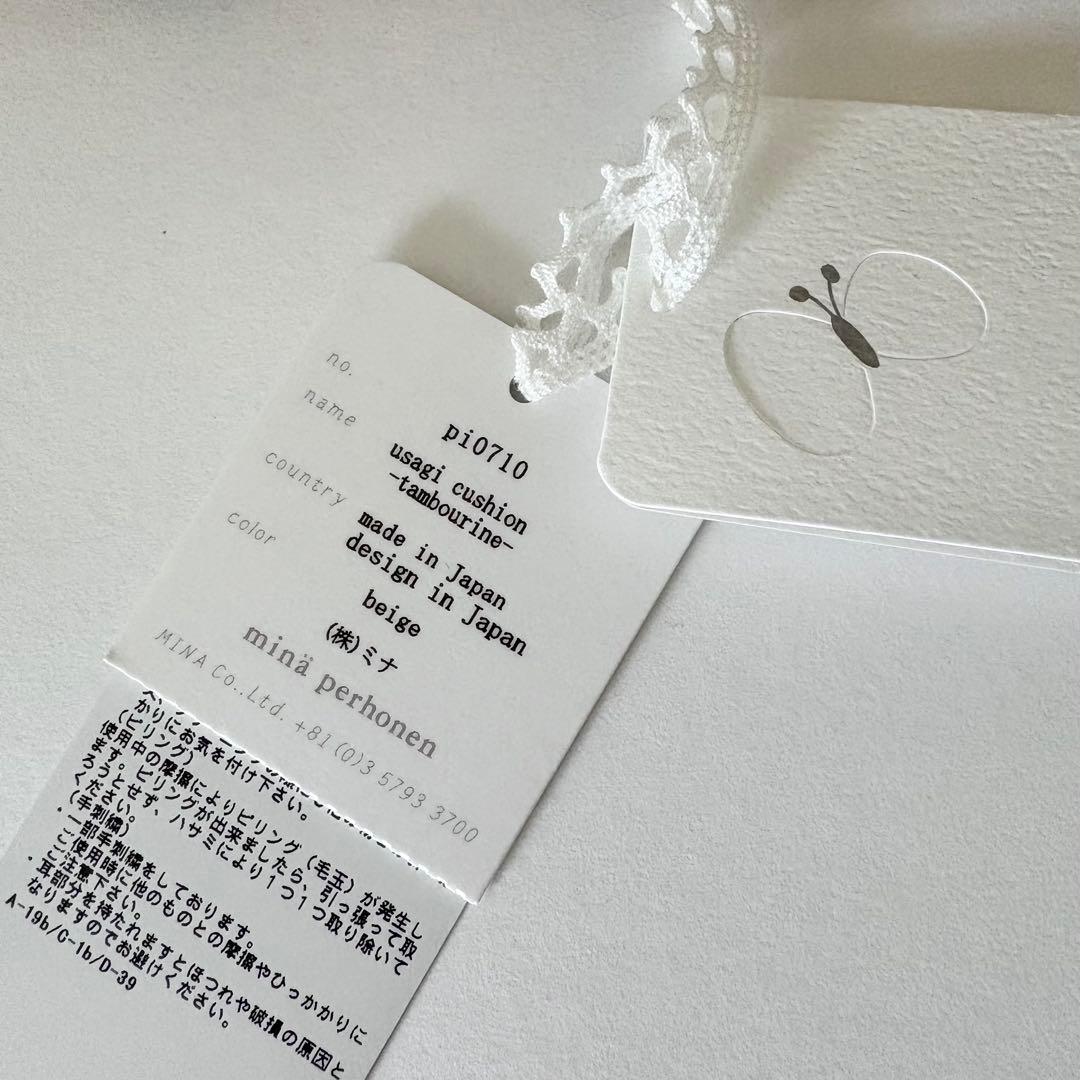 no.
pi0710
name
usagi cushion
-tambourine-
country
made in Japan
design in Japan
color
beige
(株)ミナ
minä perhonen
MINA Co.,Ltd. +81(0)3 5793 3700
かりにお気を付け下さい。
(ピリング)
使用中の摩擦によりピリング(毛玉)が発生し
ます。ピリングが出来ましたら、引っ張って取
ろうとせず、ハサミにより1つ1つ取り除いて
ください。
(手刺繍)
・一部手刺繍をしております。
ご使用時に他のものとの摩擦やひっかかりに
ご注意下さい。
・耳部分を持たれますとほつれや破損の原因と
なりますのでお避けください。
A-19b/G-1b/D-39